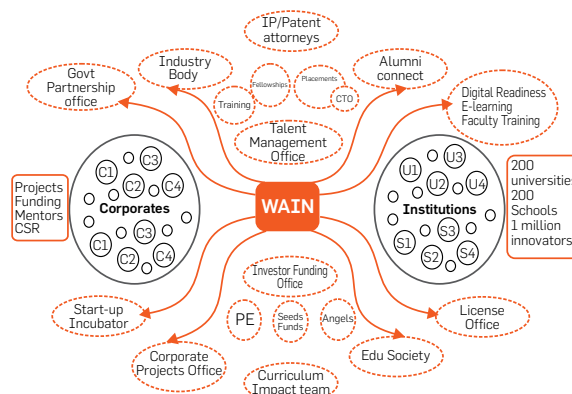 IP/Patent
attorneys
Industry
Body
Alumni
connect
Govt
Partnership
office
Fellowships
Placements
Training
CTO
Digital Readiness
E-learning
Faculty Training
Talent
Management
Office
Projects
Funding
Mentors
CSR
C1
C3
C2
C4
Corporates
C1
C3
C2
C4
WAIN
U1
U3
U2
U4
Institutions
S1
S3
S2
S4
200
universities
200
Schools
1 million
innovators
Investor Funding
Office
PE
Seeds
Funds
Angels
Start-up
Incubator
License
Office
Corporate
Projects Office
Edu Society
Curriculum
Impact team